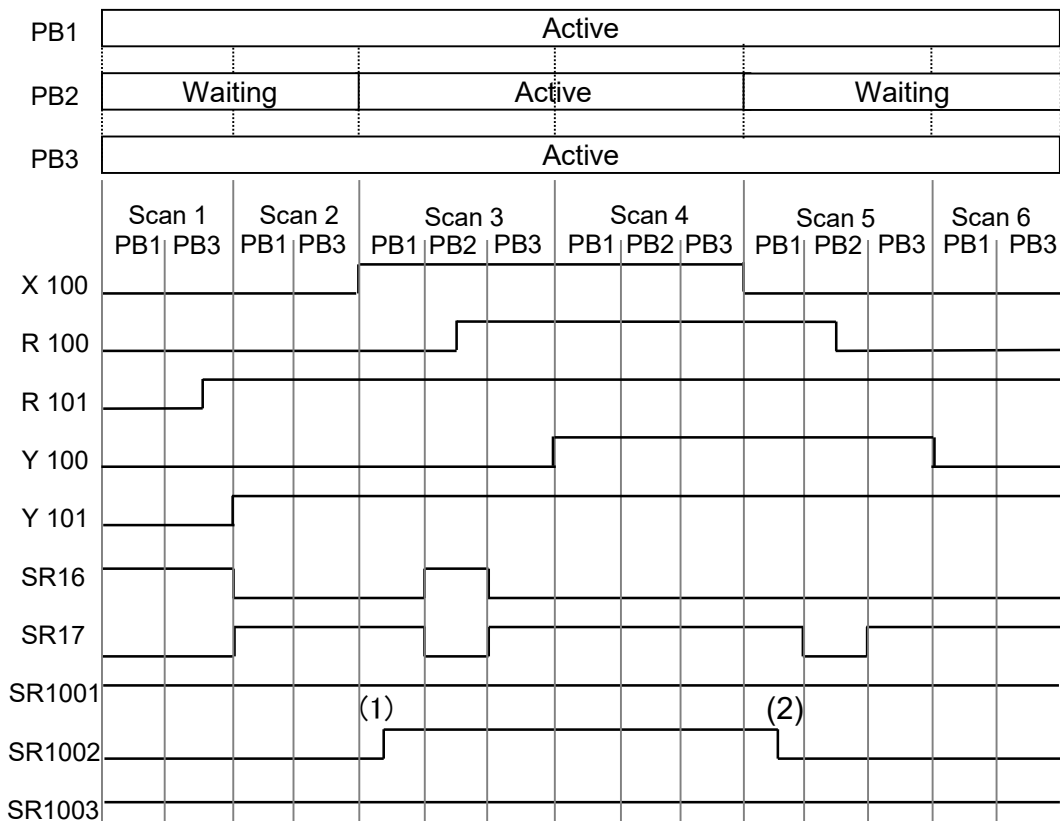 PB1 Active
PB2 Waiting Active Waiting
PB3 Active
Scan 1 Scan 2 Scan 3 Scan 4 Scan 5 Scan 6
PB1 PB3 PB1 PB3 PB1 PB2 PB3 PB1 PB2 PB3 PB1 PB2 PB3 PB1 PB3
X 100
R 100
R 101
Y 100
Y 101
SR16
SR17
SR1001
(1) (2)
SR1002
SR1003